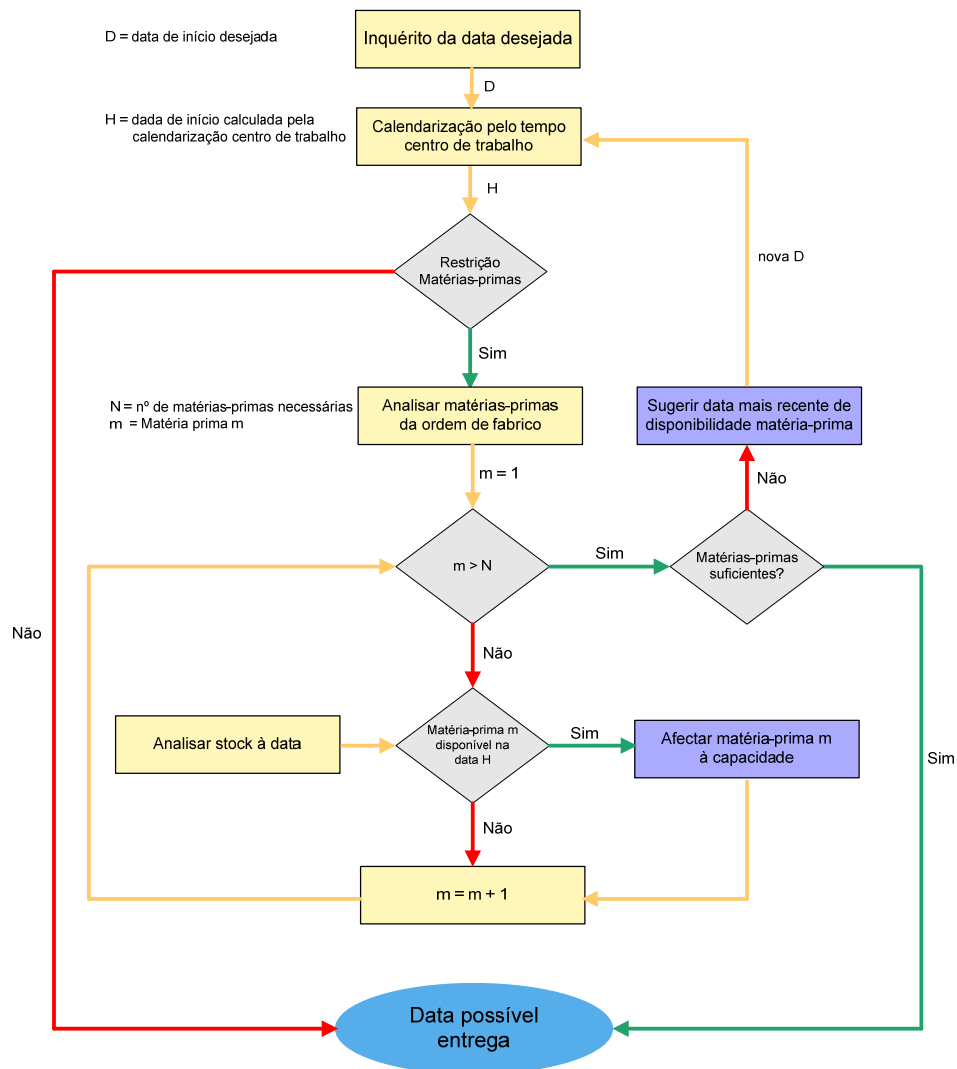 D = data de início desejada
Inquérito da data desejada
D
H = dada de início calculada pela
calendarização centro de trabalho
Calendarização pelo tempo
centro de trabalho
H
Restrição
Matérias-primas
nova D
Sim
N = nº de matérias-primas necessárias
m = Matéria prima m
Analisar matérias-primas
da ordem de fabrico
Sugerir data mais recente de
disponibilidade matéria-prima
m = 1
Não
m > N
Sim
Matérias-primas
suficientes?
Não
Não
Analisar stock à data
Matéria-prima m
disponível na
data H
Sim
Afectar matéria-prima m
à capacidade
Sim
Não
m = m + 1
Data possível
entrega